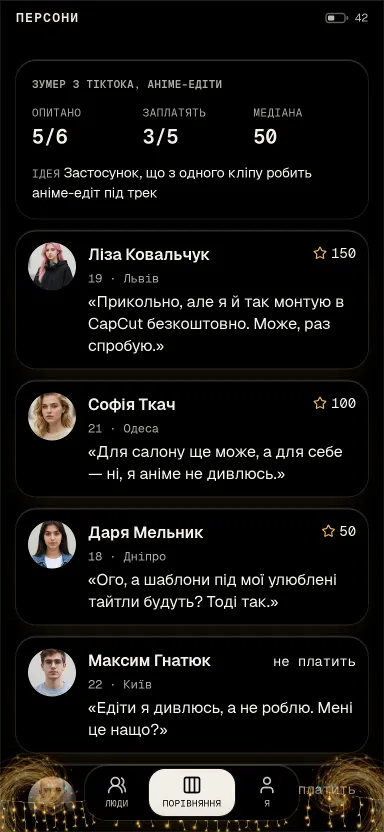 ПЕРСОНИ
42
ЗУМЕР З ТІКТОКА, АНІМЕ-ЕДІТИ
ОПИТАНО ЗАПЛАТЯТЬ МЕДІАНА
5/6 3/5 50
ІДЕЯ Застосунок, що з одного кліпу робить
аніме-едіт під трек
Ліза Ковальчук 150
19 · Львів
«Прикольно, але я й так монтую в
CapCut безкоштовно. Може, раз
спробую.»
Софія Ткач 100
21 · Одеса
«Для салону ще може, а для себе
— ні, я аніме не дивлюсь.»
Даря Мельник 50
18 · Дніпро
«Ого, а шаблони під мої улюблені
тайтли будуть? Тоді так.»
Максим Гнатюк не платить
22 · Київ
«Едіти я дивлюсь, а не роблю. Мені
це нащо?»
платить
ЛЮДИ ПОРІВНЯННЯ Я